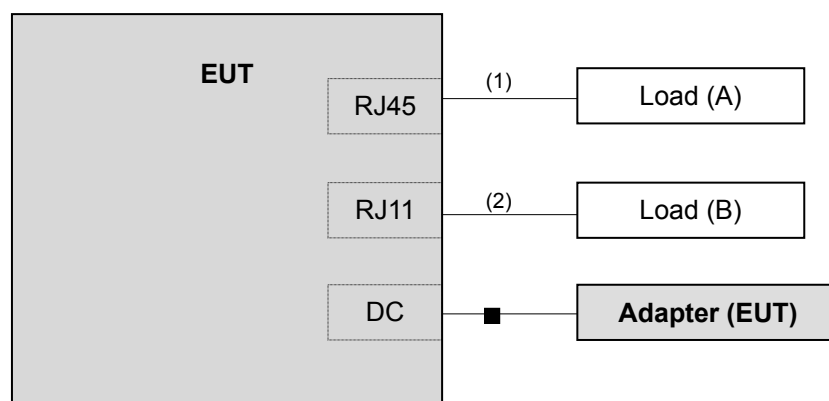 EUT
RJ45
(1)
Load (A)
RJ11
(2)
Load (B)
DC
Adapter (EUT)